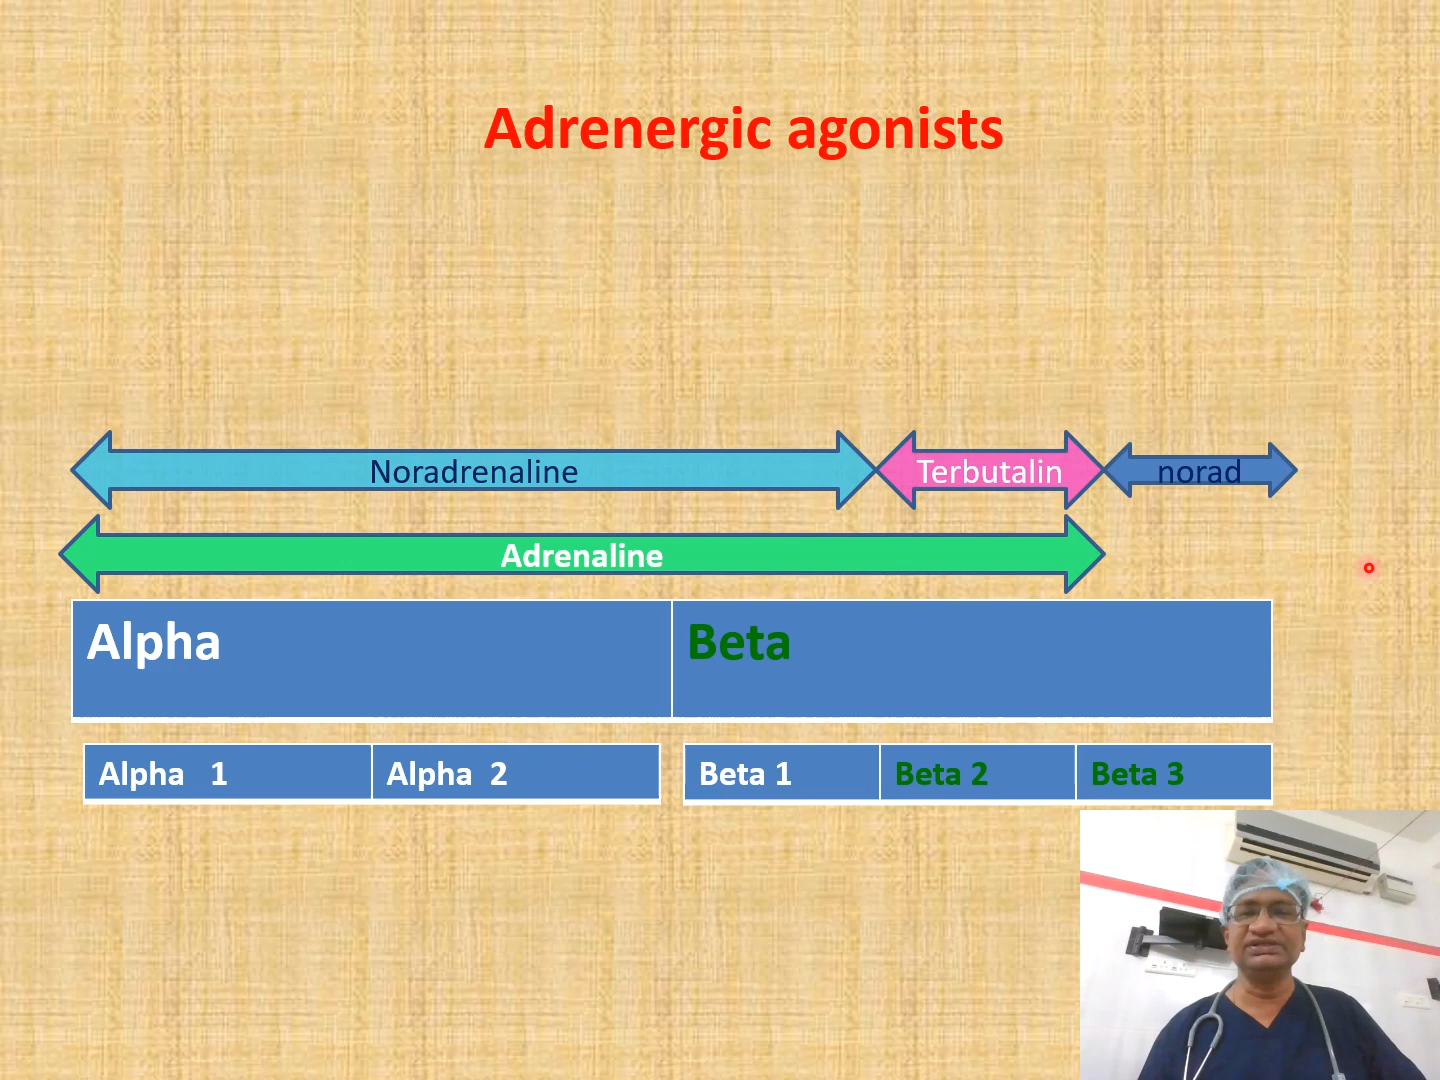 Adrenergic agonists
Noradrenaline
Terbutalin
norad
Adrenaline
Alpha
Beta
Alpha 1
Alpha 2
Beta 1
Beta 2
Beta 3